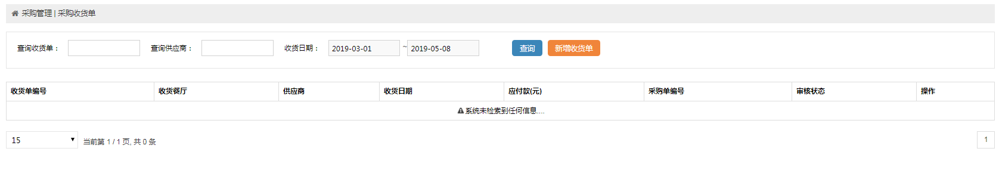 采购管理 | 采购收货单
查询收货单： 查询供应商： 收货日期： 2019-03-01 ~ 2019-05-08 查询 新增收货单
收货单编号 收货餐厅 供应商 收货日期 应付款(元) 采购单编号 审核状态 操作
系统未检索到任何信息....
15 当前第 1 / 1 页, 共 0 条 1